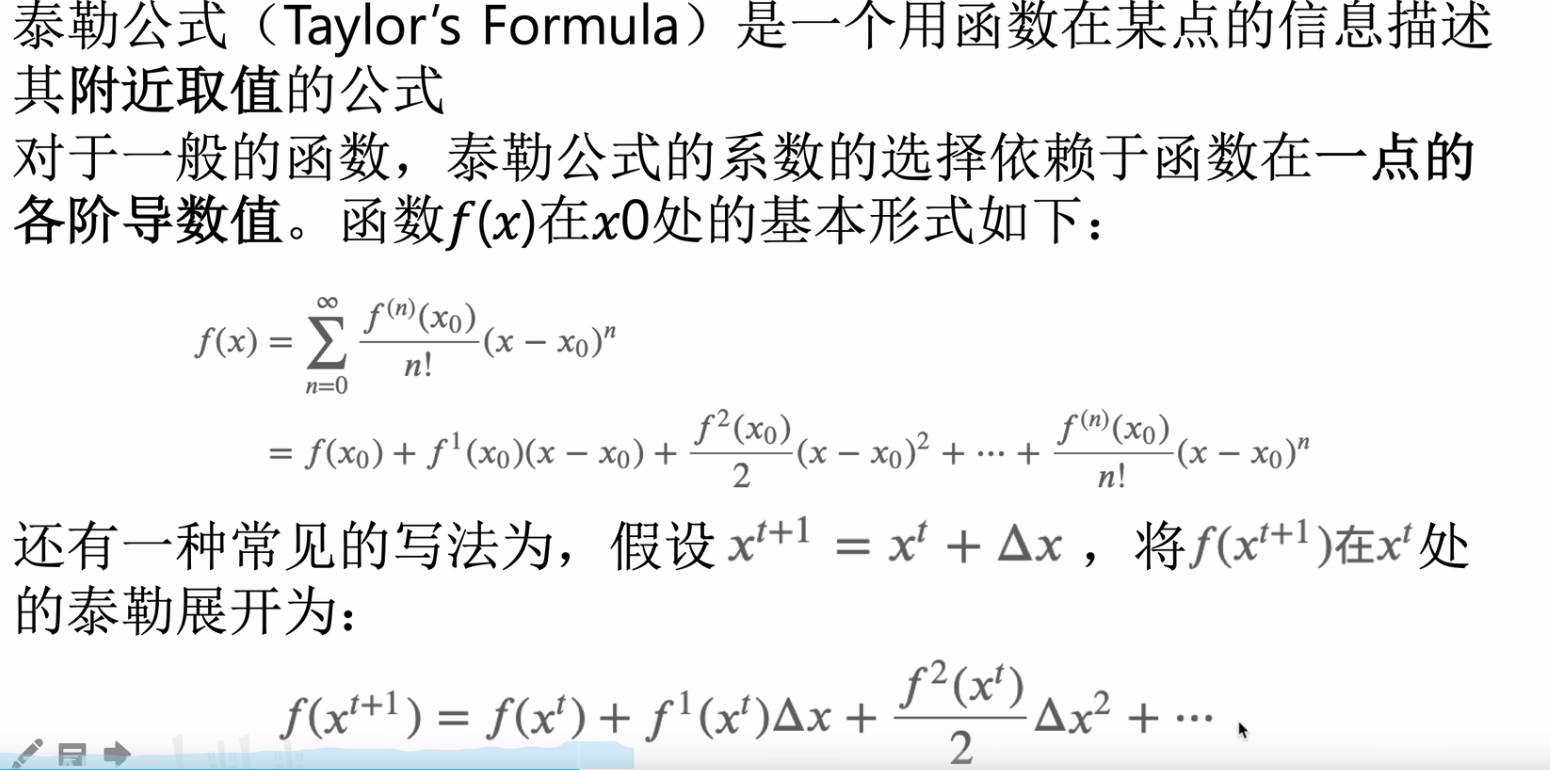 泰勒公式（Taylor’s Formula）是一个用函数在某点的信息描述
其附近取值的公式
对于一般的函数，泰勒公式的系数的选择依赖于函数在一点的
各阶导数值。函数f(x)在x0处的基本形式如下：
f(x) = ∑_{n=0}^{∞} \frac{f^{(n)}(x_0)}{n!}(x − x_0)^n
= f(x_0) + f^1(x_0)(x − x_0) + \frac{f^2(x_0)}{2}(x − x_0)^2 + ⋯ + \frac{f^{(n)}(x_0)}{n!}(x − x_0)^n
还有一种常见的写法为，假设 x^{t+1} = x^t + Δx ，将f(x^{t+1})在x^t处
的泰勒展开为：
f(x^{t+1}) = f(x^t) + f^1(x^t)Δx + \frac{f^2(x^t)}{2}Δx^2 + ⋯